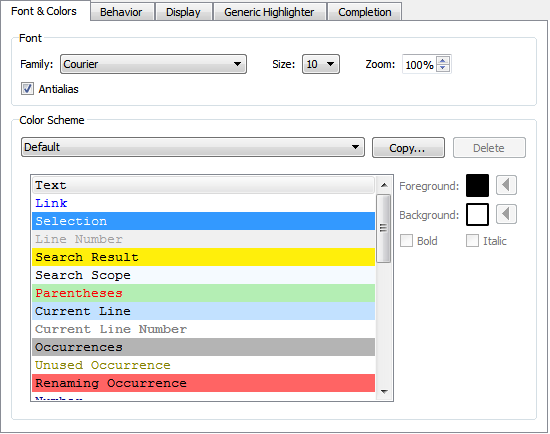 Font & Colors Behavior Display Generic Highlighter Completion
Font
Family: Courier Size: 10 Zoom: 100%
Antialias
Color Scheme
Default Copy... Delete
Text
Link
Selection
Line Number
Search Result
Search Scope
Parentheses
Current Line
Current Line Number
Occurrences
Unused Occurrence
Renaming Occurrence
Number
Foreground:
Background:
Bold Italic